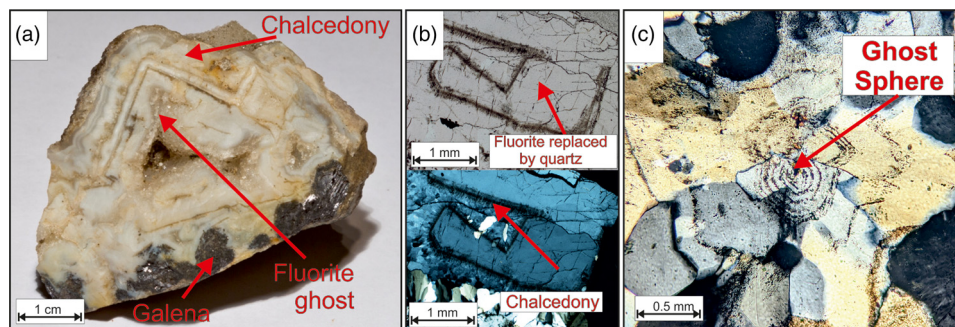 (a)
Chalcedony
Fluorite
ghost
Galena
1 cm
(b)
Fluorite replaced
by quartz
1 mm
Chalcedony
1 mm
(c)
Ghost
Sphere
0.5 mm